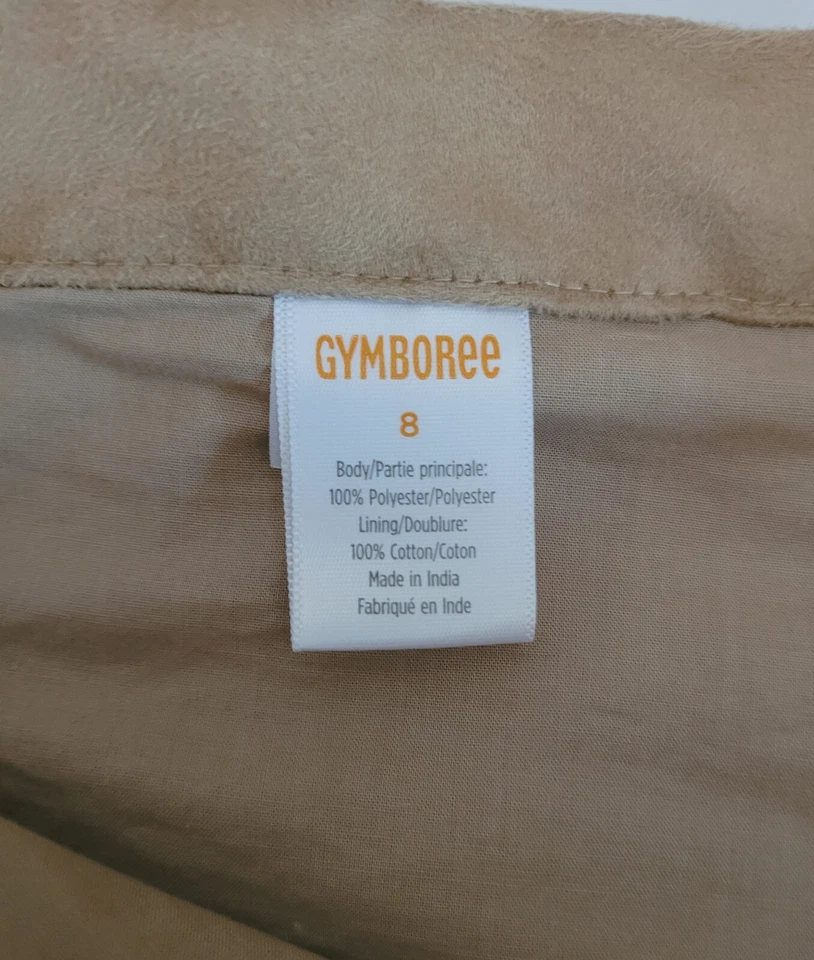 GYMBOREE
8
Body/Partie principale:
100% Polyester/Polyester
Lining/Doublure:
100% Cotton/Coton
Made in India
Fabriqué en Inde